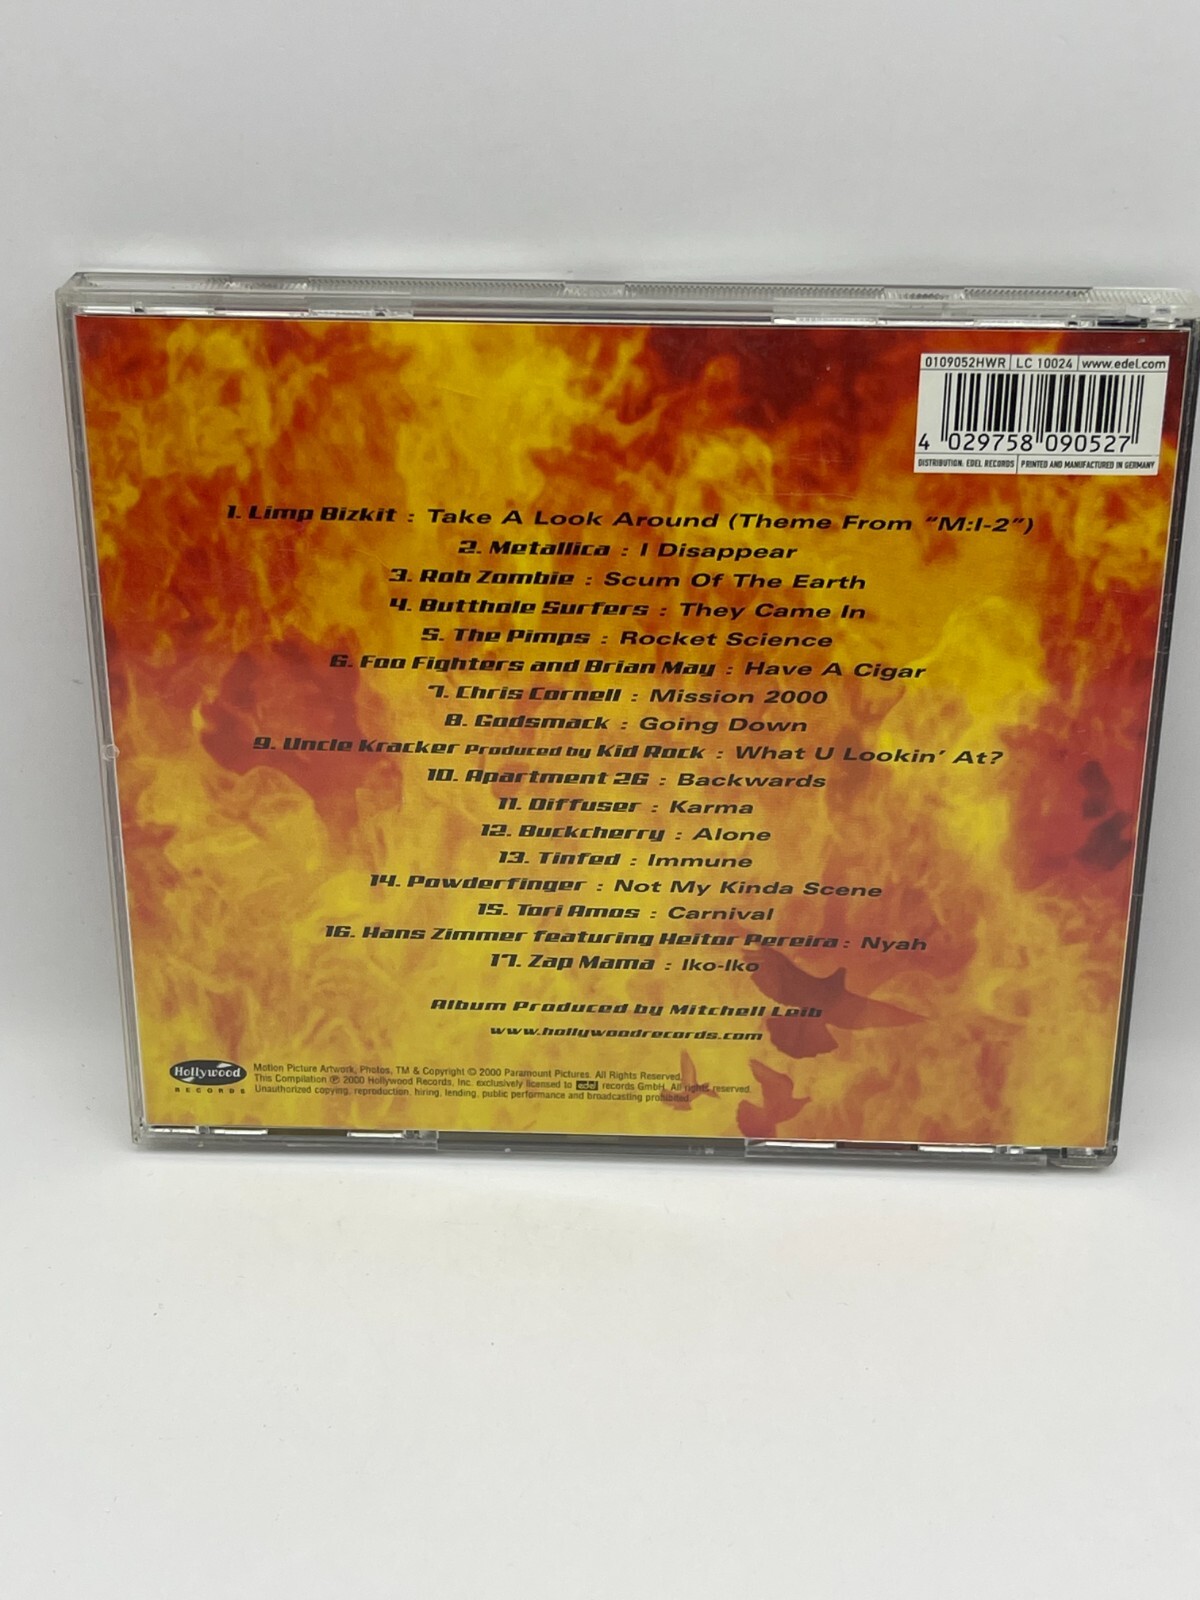 0109052HWR | LC 10024 | www.edel.com
4 029758 090527
DISTRIBUTION: EDEL RECORDS | PRINTED AND MANUFACTURED IN GERMANY
1. Limp Bizkit : Take A Look Around (Theme From "M:I-2")
2. Metallica : I Disappear
3. Rob Zombie : Scum Of The Earth
4. Butthole Surfers : They Came In
5. The Pimps : Rocket Science
6. Foo Fighters and Brian May : Have A Cigar
7. Chris Cornell : Mission 2000
8. Godsmack : Going Down
9. Uncle Kracker Produced by Kid Rock : What U Lookin' At?
10. Apartment 26 : Backwards
11. Diffuser : Karma
12. Buckcherry : Alone
13. Tinfed : Immune
14. Powderfinger : Not My Kinda Scene
15. Tori Amos : Carnival
16. Hans Zimmer featuring Heitor Pereira : Nyah
17. Zap Mama : Iko-Iko
Album Produced by Mitchell Leib
www.hollywoodrecords.com
Hollywood
RECORDS
Motion Picture Artwork, Photos, TM & Copyright © 2000 Paramount Pictures. All Rights Reserved.
This Compilation ℗ 2000 Hollywood Records, Inc. exclusively licensed to edel records GmbH. All rights reserved.
Unauthorized copying, reproduction, hiring, lending, public performance and broadcasting prohibited.